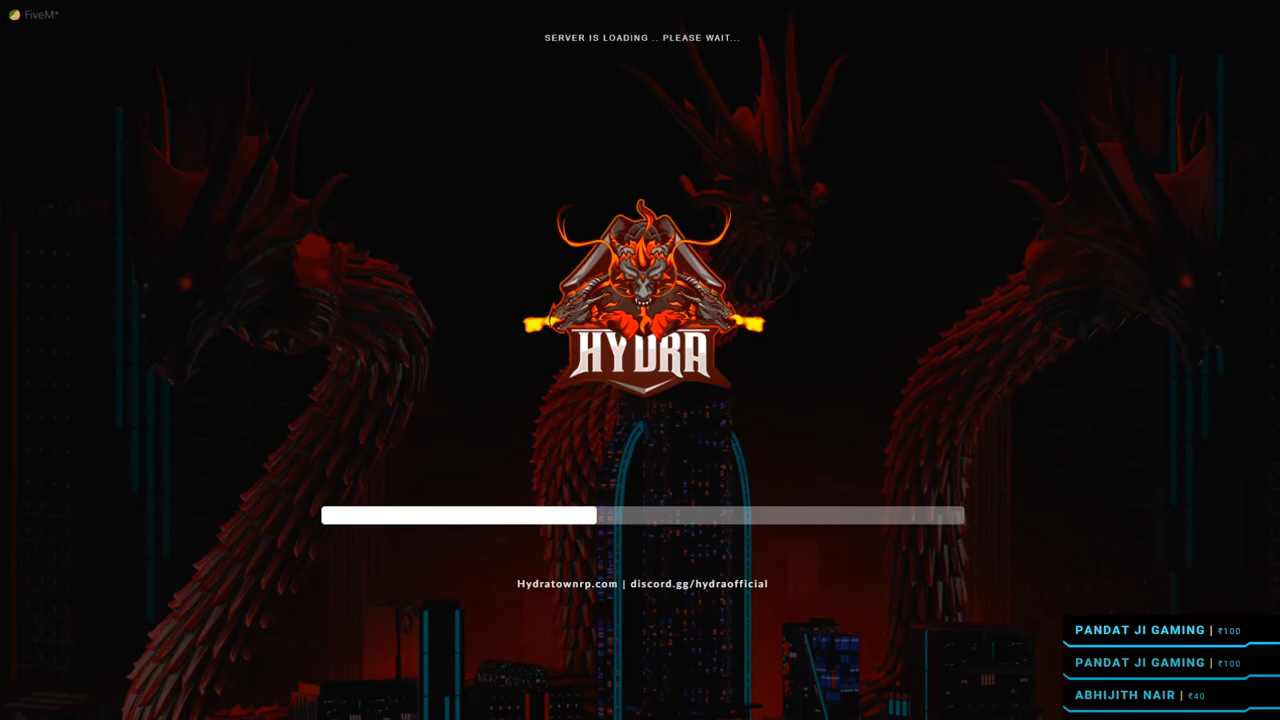 FiveM*
SERVER IS LOADING .. PLEASE WAIT...
HYDRA
Hydratownrp.com | discord.gg/hydraofficial
PANDAT JI GAMING | ₹100
PANDAT JI GAMING | ₹100
ABHIJITH NAIR | ₹40